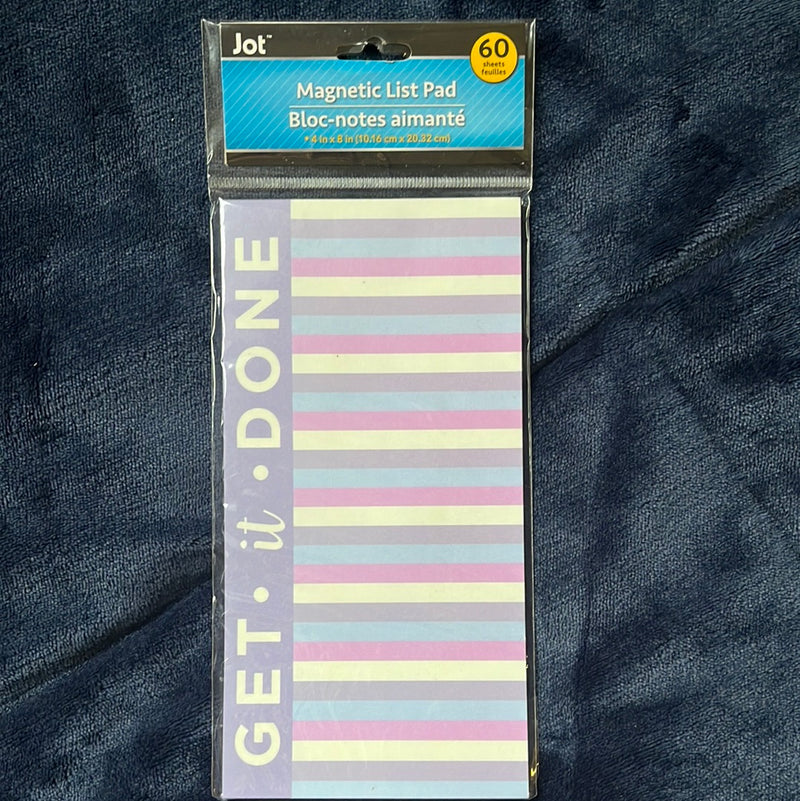 Jot™
60
sheets
feuilles
Magnetic List Pad
Bloc-notes aimanté
• 4 in x 8 in (10.16 cm x 20.32 cm)
GET • it • DONE